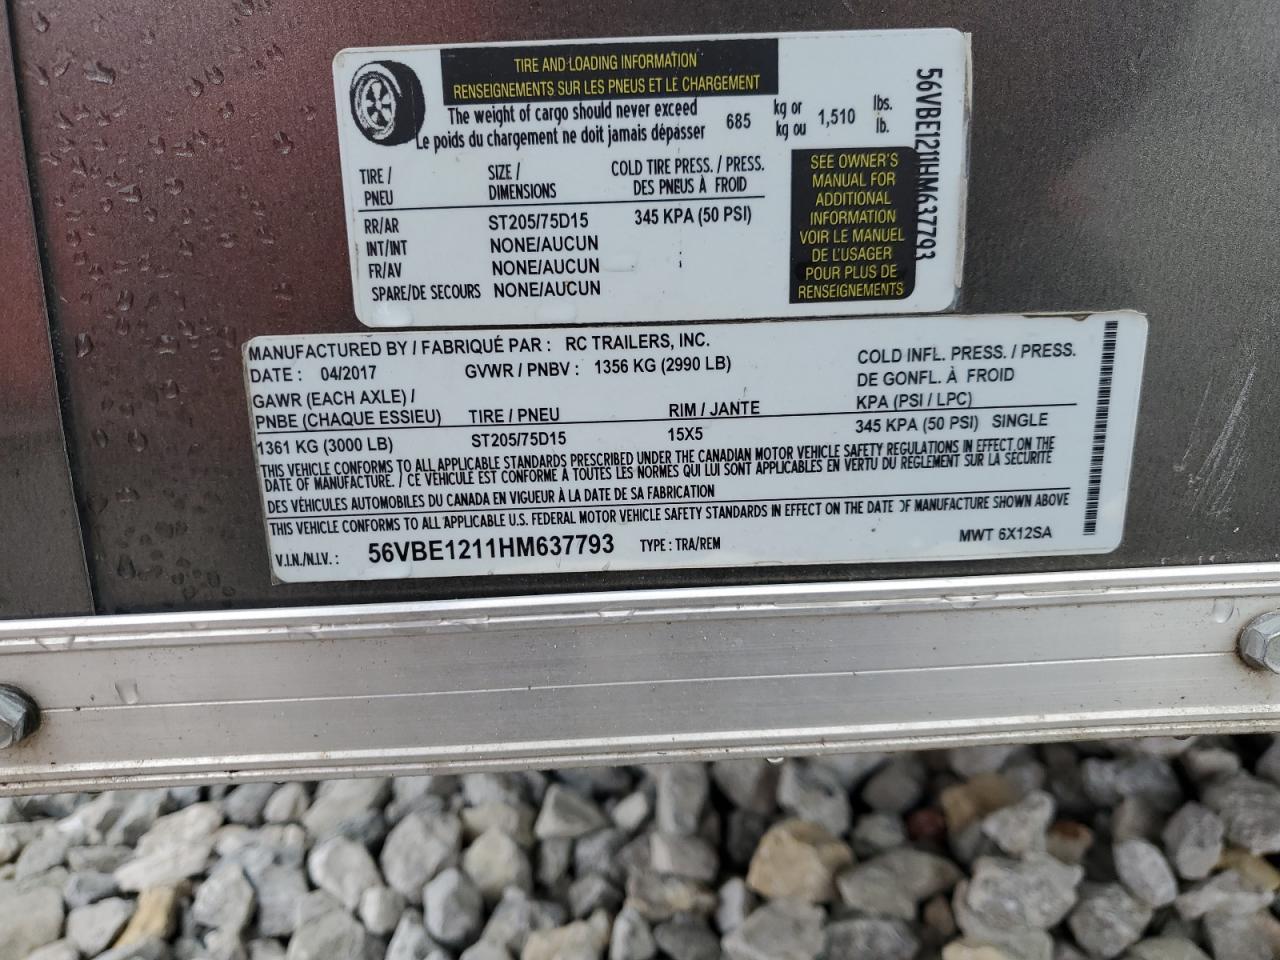 TIRE AND LOADING INFORMATION
RENSEIGNEMENTS SUR LES PNEUS ET LE CHARGEMENT
The weight of cargo should never exceed 685 kg or 1,510 lbs.
Le poids du chargement ne doit jamais dépasser kg ou lb.
TIRE / SIZE / COLD TIRE PRESS. / PRESS.
PNEU DIMENSIONS DES PNEUS À FROID
RR/AR ST205/75D15 345 KPA (50 PSI)
INT/INT NONE/AUCUN
FR/AV NONE/AUCUN
SPARE/DE SECOURS NONE/AUCUN
SEE OWNER'S
MANUAL FOR
ADDITIONAL
INFORMATION
VOIR LE MANUEL
DE L'USAGER
POUR PLUS DE
RENSEIGNEMENTS
56VBE1211HM637793
MANUFACTURED BY / FABRIQUÉ PAR : RC TRAILERS, INC.
DATE : 04/2017 GVWR / PNBV : 1356 KG (2990 LB)
COLD INFL. PRESS. / PRESS.
DE GONFL. À FROID
GAWR (EACH AXLE) /
PNBE (CHAQUE ESSIEU) TIRE / PNEU RIM / JANTE KPA (PSI / LPC)
1361 KG (3000 LB) ST205/75D15 15X5 345 KPA (50 PSI) SINGLE
THIS VEHICLE CONFORMS TO ALL APPLICABLE STANDARDS PRESCRIBED UNDER THE CANADIAN MOTOR VEHICLE SAFETY REGULATIONS IN EFFECT ON THE
DATE OF MANUFACTURE. / CE VÉHICULE EST CONFORME À TOUTES LES NORMES QUI LUI SONT APPLICABLES EN VERTU DU RÈGLEMENT SUR LA SÉCURITÉ
DES VÉHICULES AUTOMOBILES DU CANADA EN VIGUEUR À LA DATE DE SA FABRICATION
THIS VEHICLE CONFORMS TO ALL APPLICABLE U.S. FEDERAL MOTOR VEHICLE SAFETY STANDARDS IN EFFECT ON THE DATE OF MANUFACTURE SHOWN ABOVE
V.I.N./N.I.V. : 56VBE1211HM637793 TYPE : TRA/REM MWT 6X12SA